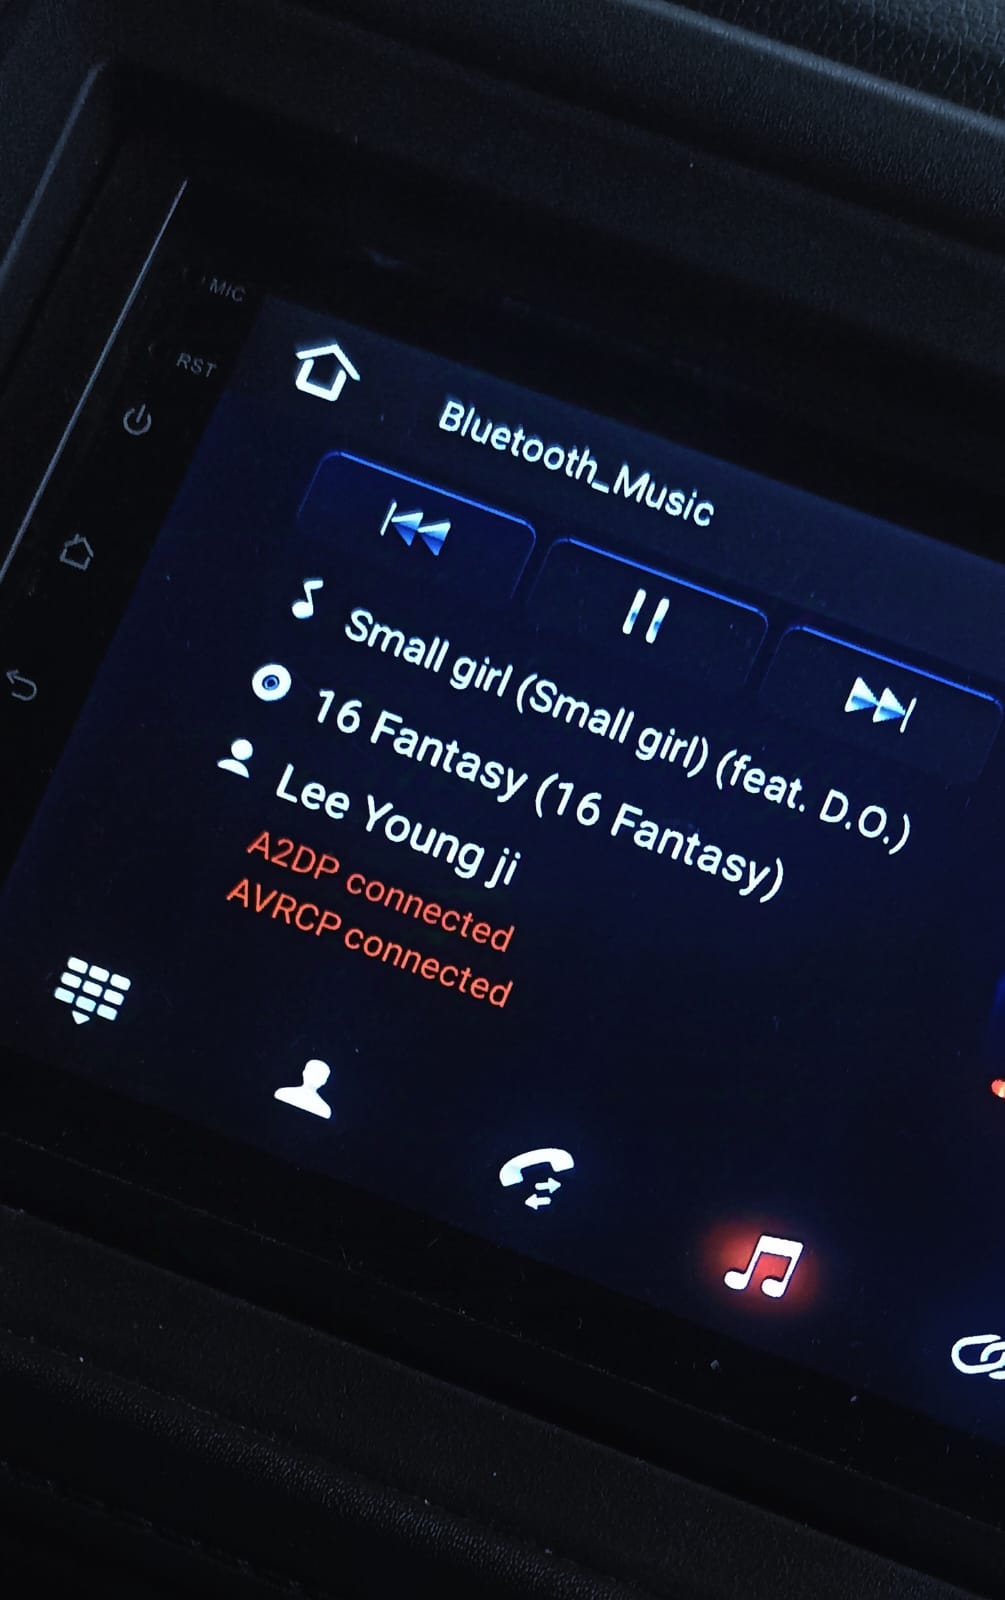 MIC
RST
Bluetooth_Music
Small girl (Small girl) (feat. D.O.)
16 Fantasy (16 Fantasy)
Lee Young ji
A2DP connected
AVRCP connected